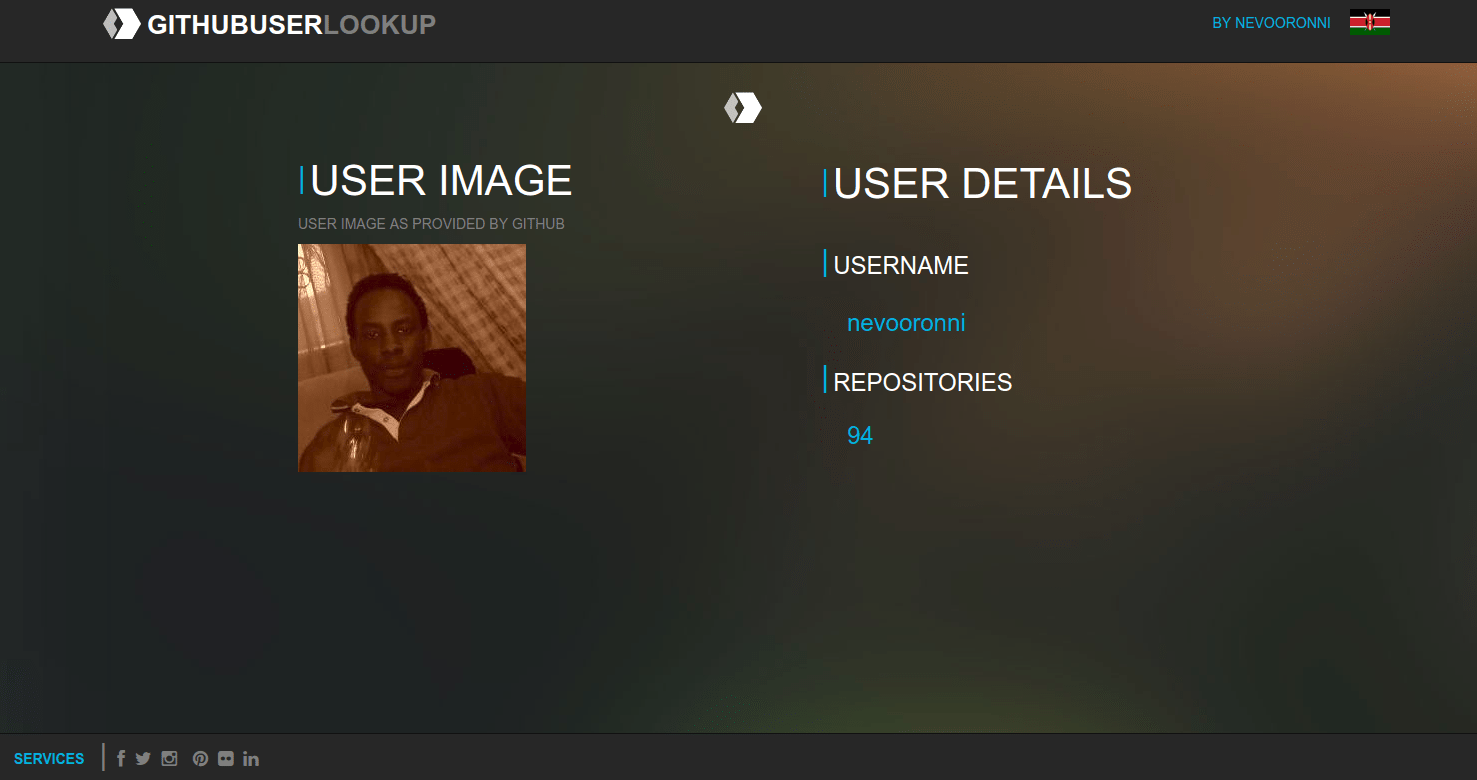 GITHUBUSERLOOKUP
BY NEVOORONNI
USER IMAGE
USER IMAGE AS PROVIDED BY GITHUB
USER DETAILS
USERNAME
nevooronni
REPOSITORIES
94
SERVICES